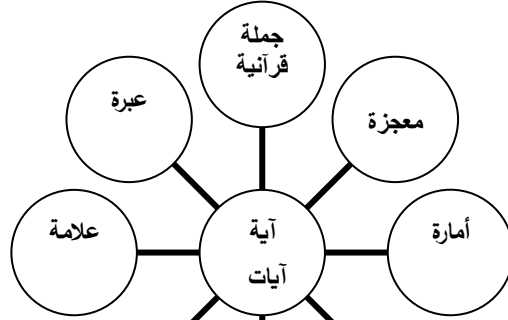 جملة
قرآنية
عبرة
معجزة
علامة
آية
آيات
أمارة